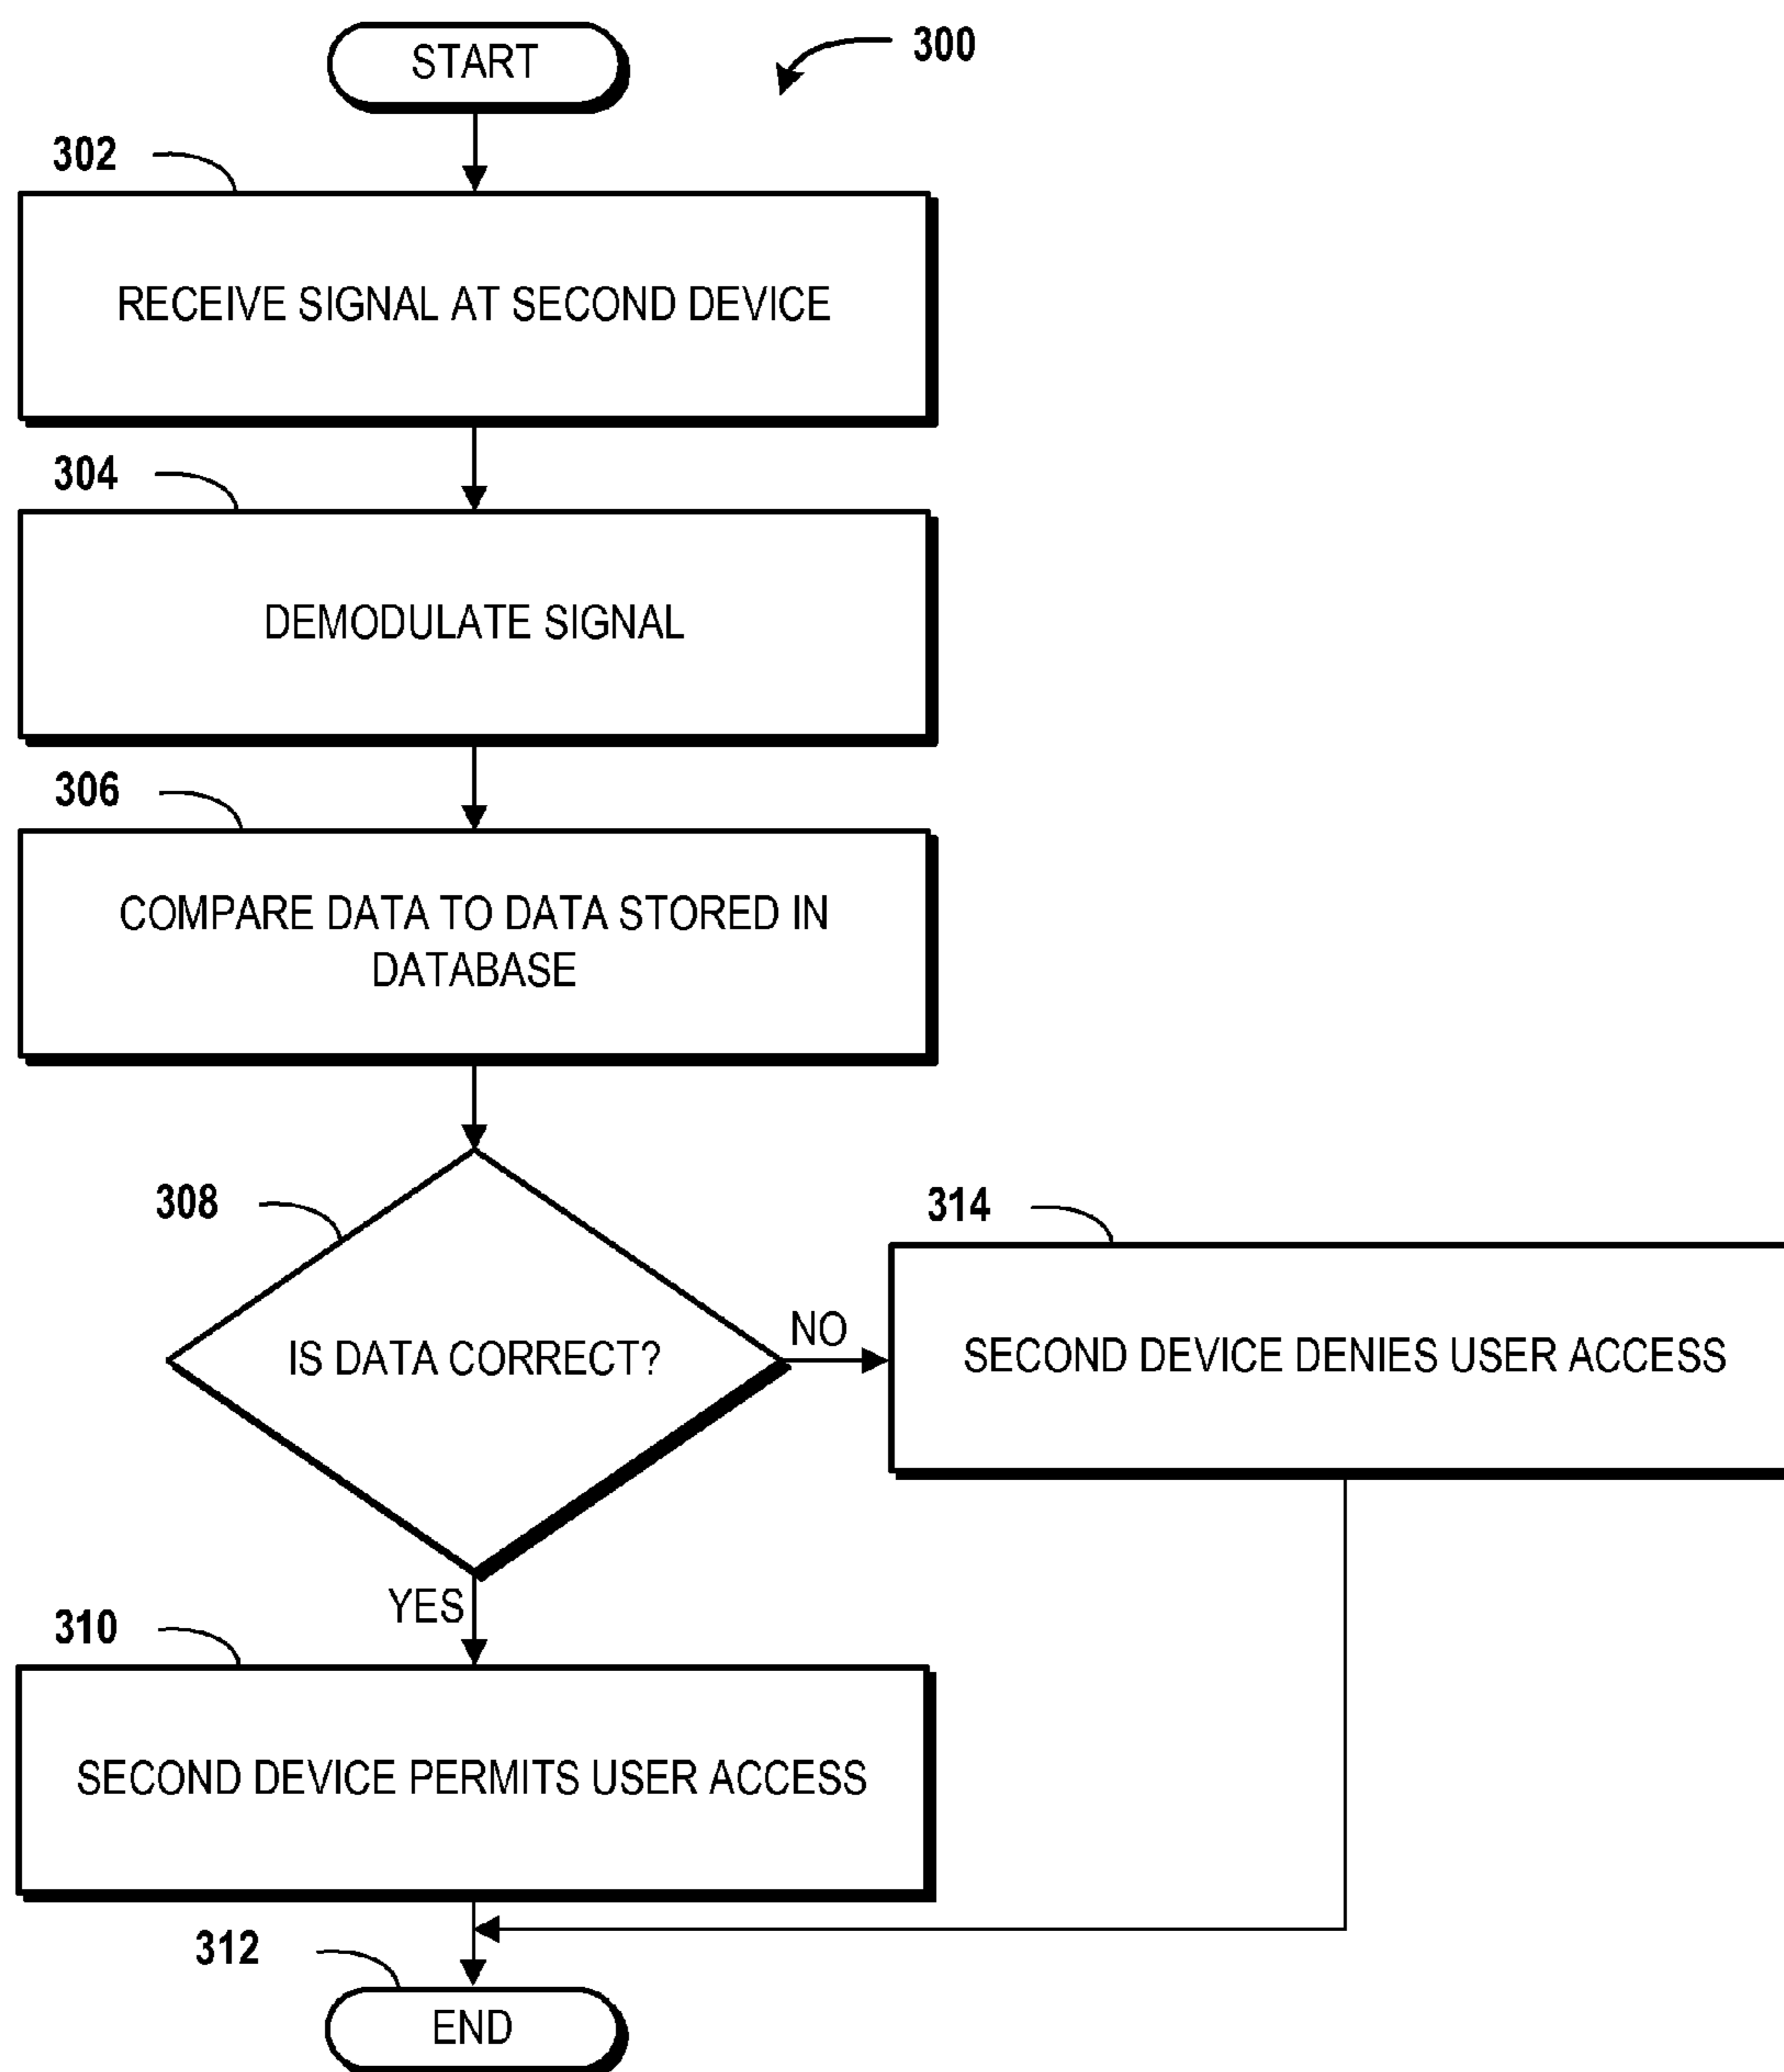 START
300
302
RECEIVE SIGNAL AT SECOND DEVICE
304
DEMODULATE SIGNAL
306
COMPARE DATA TO DATA STORED IN
DATABASE
308
IS DATA CORRECT?
NO
314
SECOND DEVICE DENIES USER ACCESS
YES
310
SECOND DEVICE PERMITS USER ACCESS
312
END